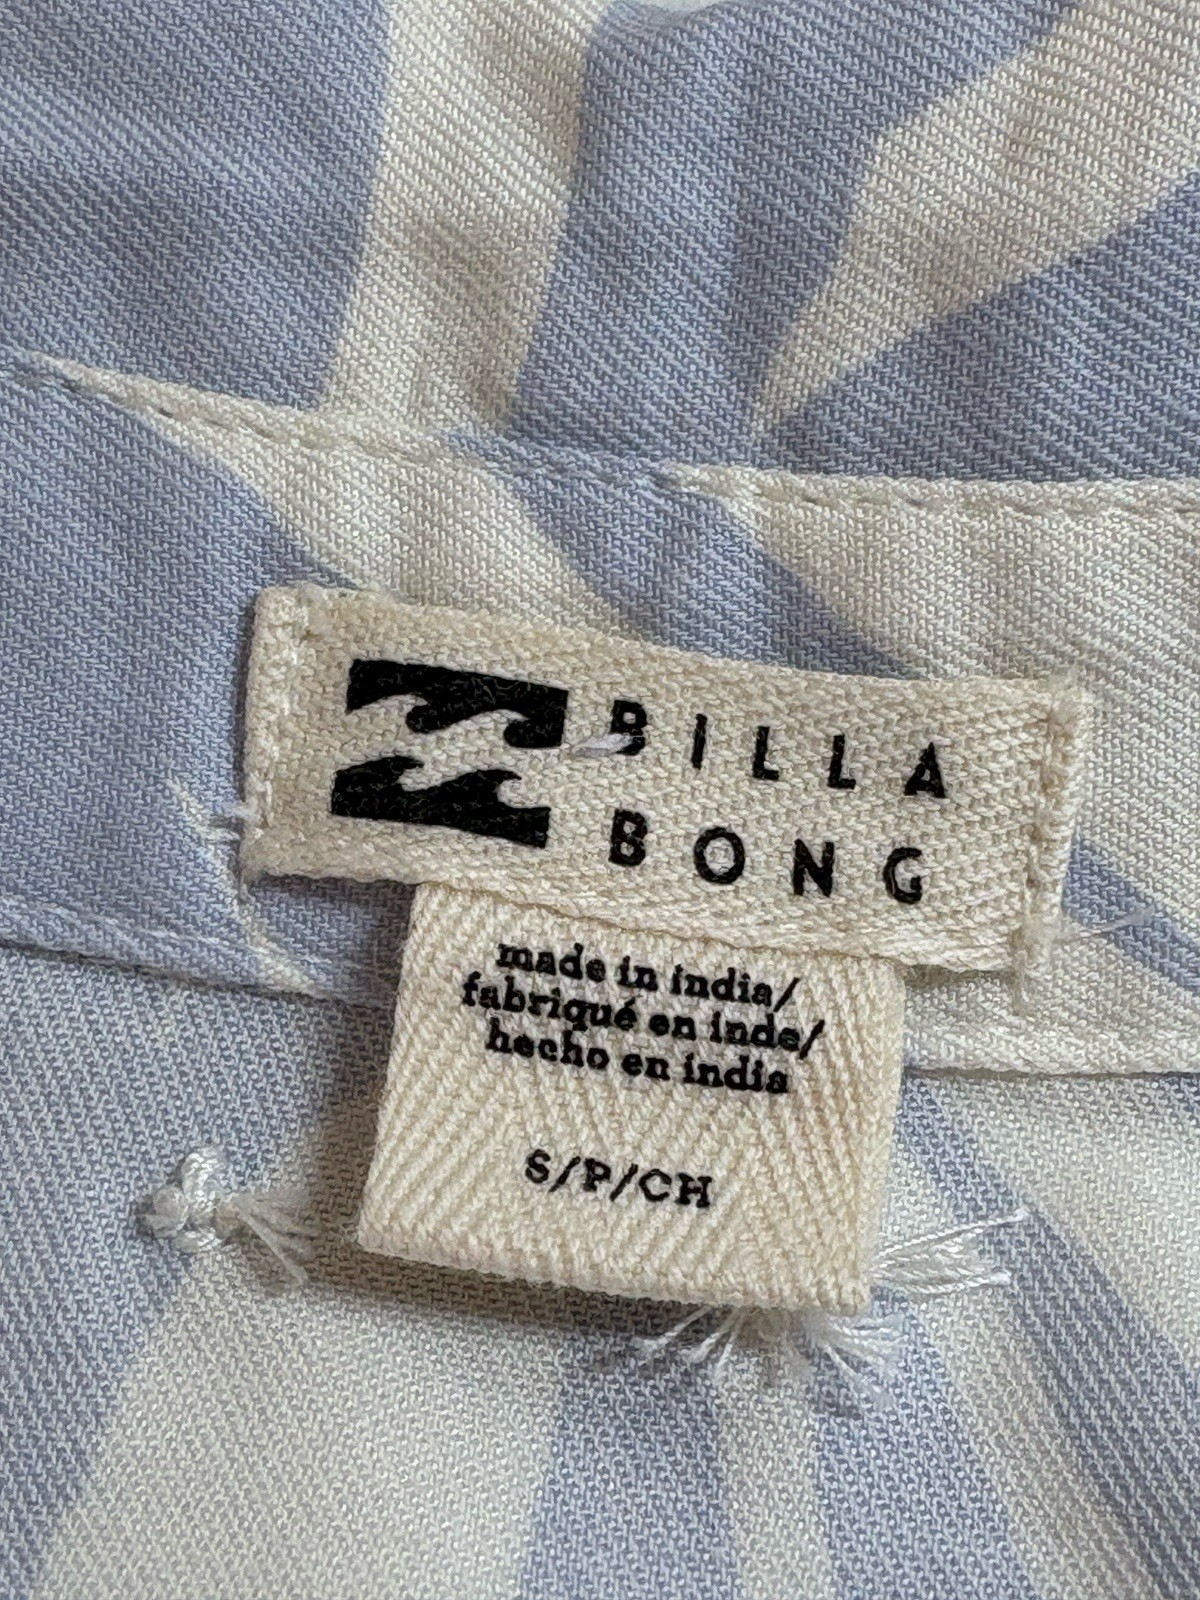 BILLA
BONG
made in india/
fabriqué en inde/
hecho en india
S/P/CH